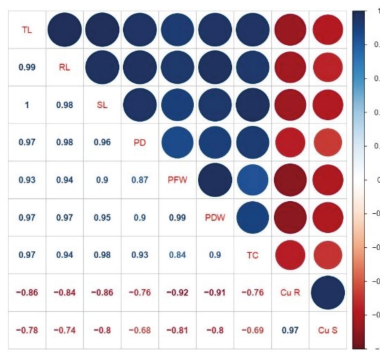 TL
0.99 RL
1 0.98 SL
0.97 0.98 0.96 PD
0.93 0.94 0.9 0.87 PFW
0.97 0.97 0.95 0.9 0.99 PDW
0.97 0.94 0.98 0.93 0.84 0.9 TC
−0.86 −0.84 −0.86 −0.76 −0.92 −0.91 −0.76 Cu R
−0.78 −0.74 −0.8 −0.68 −0.81 −0.8 −0.69 0.97 Cu S